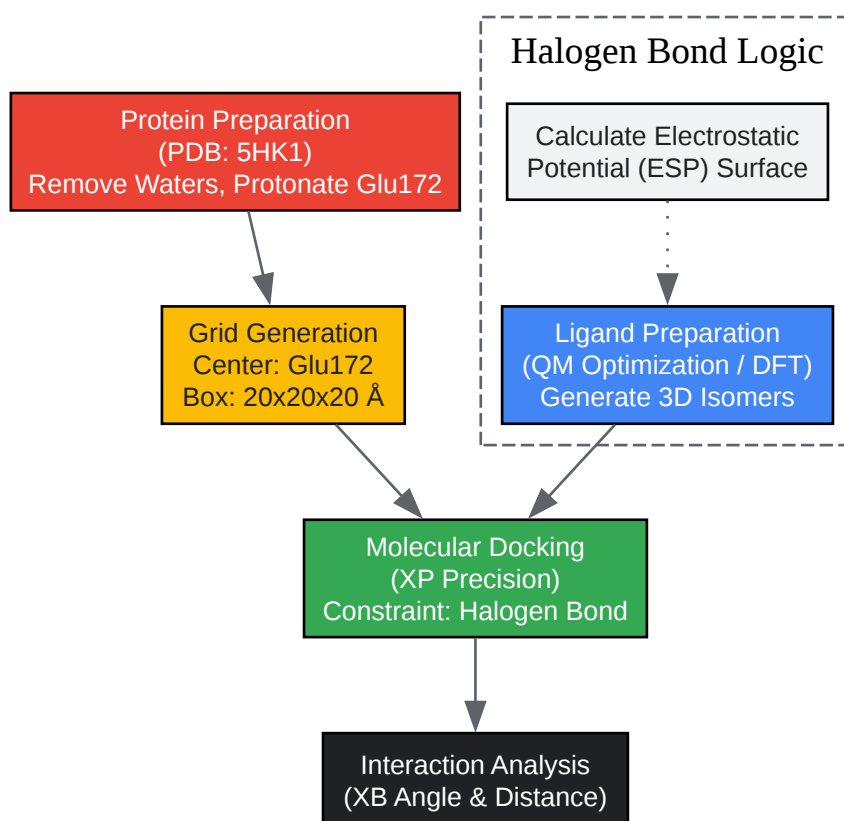 Halogen Bond Logic
Protein Preparation
(PDB: 5HK1)
Remove Waters, Protonate Glu172
Calculate Electrostatic
Potential (ESP) Surface
Grid Generation
Center: Glu172
Box: 20x20x20 Å
Ligand Preparation
(QM Optimization / DFT)
Generate 3D Isomers
Molecular Docking
(XP Precision)
Constraint: Halogen Bond
Interaction Analysis
(XB Angle & Distance)